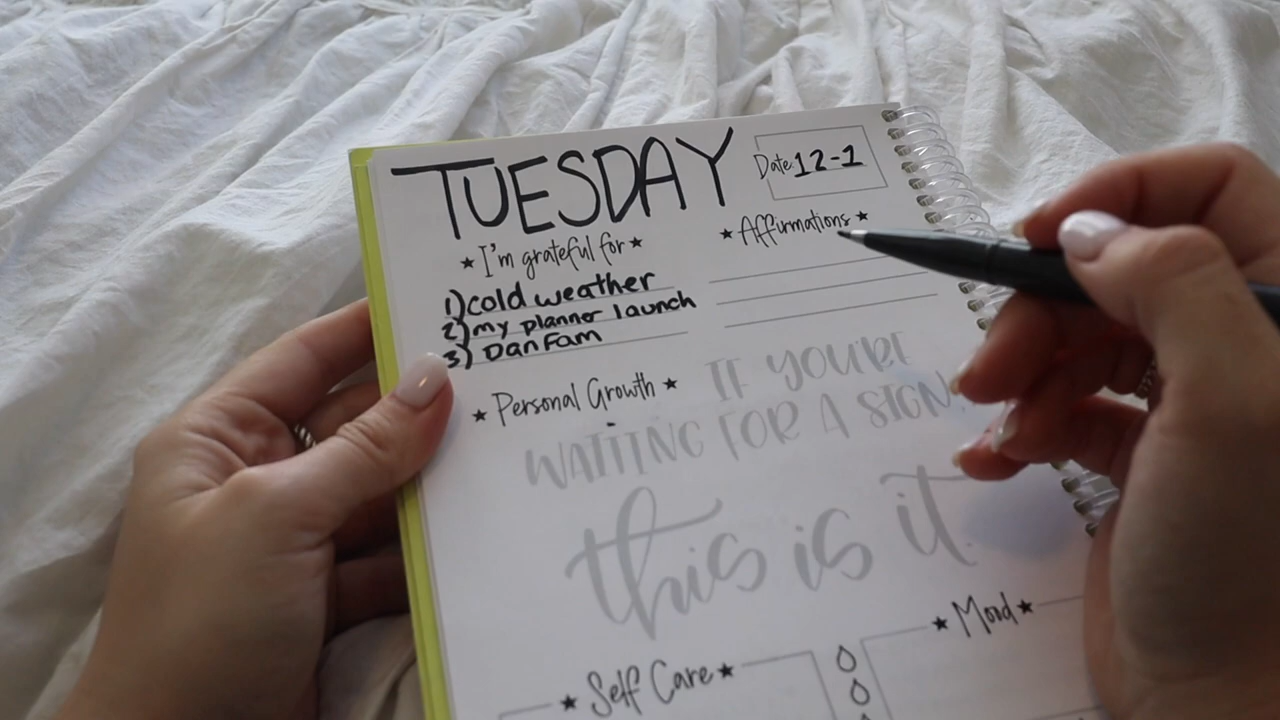 TUESDAY
Date: 12-1
★ I'm grateful for ★
1) cold weather
2) my planner launch
3) Dan Fam
★ Affirmations ★
★ Personal Growth ★
IF YOU'RE
WAITING FOR A SIGN,
this is it.
★ Self Care ★
★ Mood ★